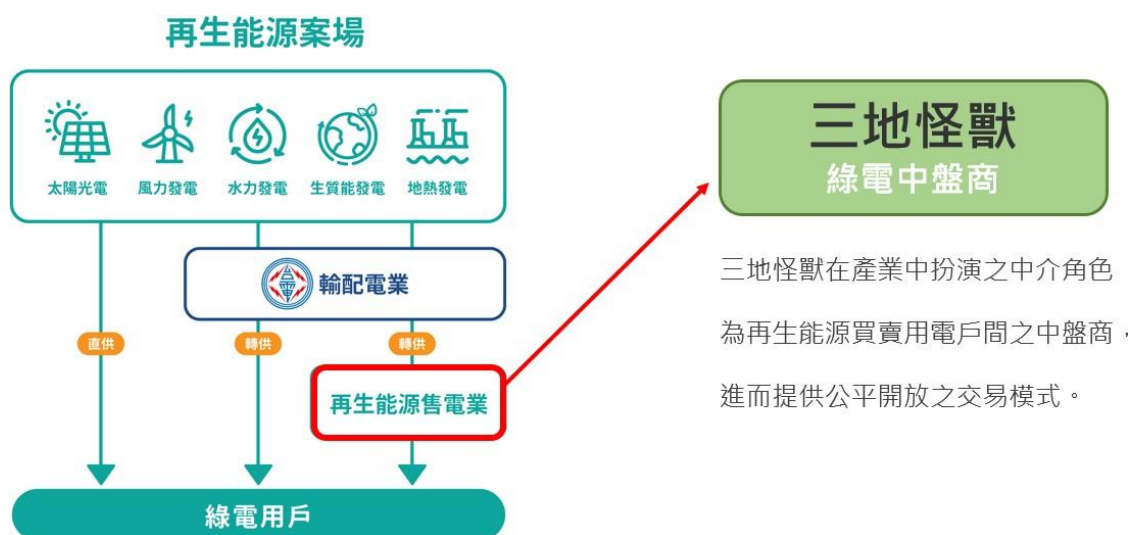 再生能源案場
太陽光電
風力發電
水力發電
生質能發電
地熱發電
輸配電業
直供
轉供
轉供
再生能源售電業
綠電用戶
三地怪獸
綠電中盤商
三地怪獸在產業中扮演之中介角色
為再生能源買賣用電戶間之中盤商，
進而提供公平開放之交易模式。